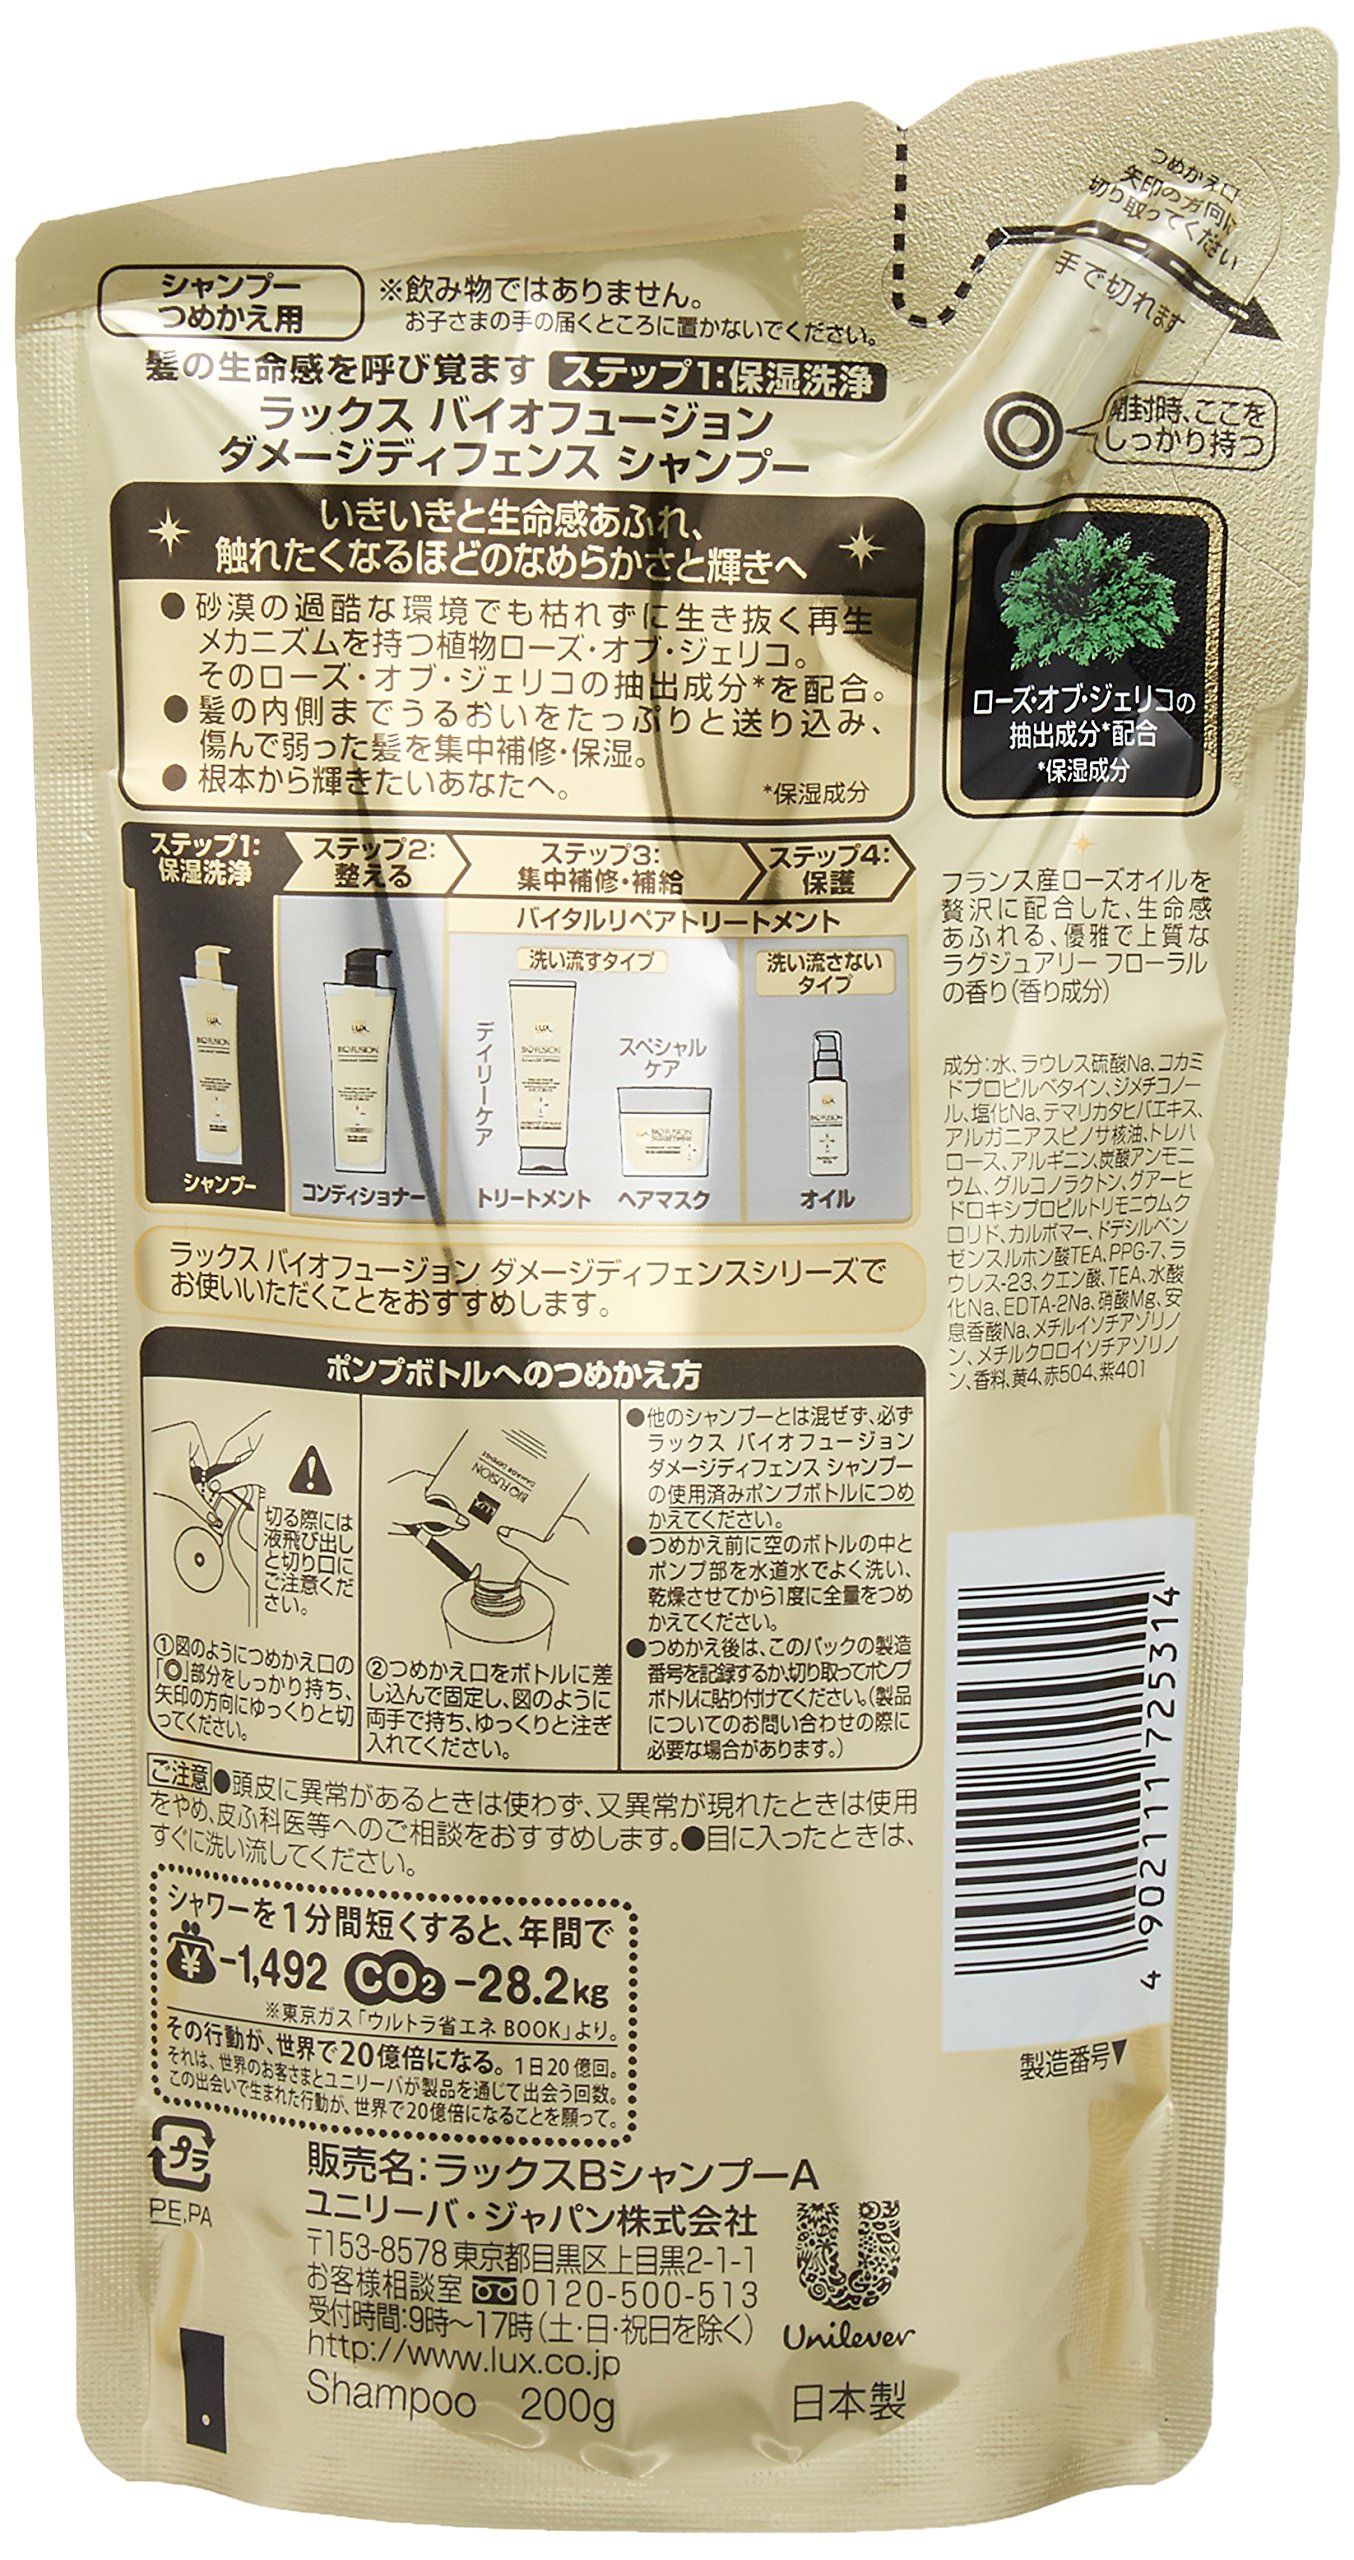 つめかえ口
矢印の方向に
切り取ってください
手で切れます
開封時、ここを
しっかり持つ
シャンプー
つめかえ用
※飲み物ではありません。
お子さまの手の届くところに置かないでください。
髪の生命感を呼び覚ます ステップ1:保湿洗浄
ラックス バイオフュージョン
ダメージディフェンス シャンプー
いきいきと生命感あふれ、
触れたくなるほどのなめらかさと輝きへ
●砂漠の過酷な環境でも枯れずに生き抜く再生
メカニズムを持つ植物ローズ・オブ・ジェリコ。
そのローズ・オブ・ジェリコの抽出成分*を配合。
●髪の内側までうるおいをたっぷりと送り込み、
傷んで弱った髪を集中補修・保湿。
●根本から輝きたいあなたへ。 *保湿成分
ローズ・オブ・ジェリコの
抽出成分*配合
*保湿成分
ステップ1:
保湿洗浄
ステップ2:
整える
ステップ3:
集中補修・補給
ステップ4:
保護
バイタルリペアトリートメント
洗い流すタイプ
洗い流さない
タイプ
デイリーケア
スペシャル
ケア
LUX
BIO FUSION
LUX
BIO FUSION
LUX
BIO FUSION
BIO FUSION
LUX
BIO FUSION
シャンプー
コンディショナー
トリートメント
ヘアマスク
オイル
フランス産ローズオイルを
贅沢に配合した、生命感
あふれる、優雅で上質な
ラグジュアリー フローラル
の香り(香り成分)
成分:水、ラウレス硫酸Na、コカミ
ドプロピルベタイン、ジメチコノー
ル、塩化Na、テマリカタヒバエキス、
アルガニアスピノサ核油、トレハ
ロース、アルギニン、炭酸アンモニ
ウム、グルコノラクトン、グアーヒ
ドロキシプロピルトリモニウムク
ロリド、カルボマー、ドデシルベン
ゼンスルホン酸TEA、PPG-7、ラ
ウレス-23、クエン酸、TEA、水酸
化Na、EDTA-2Na、硝酸Mg、安
息香酸Na、メチルイソチアゾリノ
ン、メチルクロロイソチアゾリノ
ン、香料、黄4、赤504、紫401
ラックス バイオフュージョン ダメージディフェンスシリーズで
お使いいただくことをおすすめします。
ポンプボトルへのつめかえ方
切る際には
液飛び出し
と切り口に
ご注意くだ
さい。
①図のようにつめかえ口の
「◎」部分をしっかり持ち、
矢印の方向にゆっくりと切
ってください。
BIO FUSION
DAMAGE DEFENSE
LUX
②つめかえ口をボトルに差
し込んで固定し、図のように
両手で持ち、ゆっくりと注ぎ
入れてください。
●他のシャンプーとは混ぜず、必ず
ラックス バイオフュージョン
ダメージディフェンス シャンプー
の使用済みポンプボトルにつめ
かえてください。
●つめかえ前に空のボトルの中と
ポンプ部を水道水でよく洗い、
乾燥させてから1度に全量をつめ
かえてください。
●つめかえ後は、このパックの製造
番号を記録するか、切り取ってポンプ
ボトルに貼り付けてください。(製品
についてのお問い合わせの際に
必要な場合があります。)
ご注意 ●頭皮に異常があるときは使わず、又異常が現れたときは使用
をやめ、皮ふ科医等へのご相談をおすすめします。●目に入ったときは、
すぐに洗い流してください。
4902111725314
製造番号▼
シャワーを1分間短くすると、年間で
¥-1,492 CO2 -28.2kg
※東京ガス「ウルトラ省エネ BOOK」より。
その行動が、世界で20億倍になる。1日20億回。
それは、世界のお客さまとユニリーバが製品を通じて出会う回数。
この出会いで生まれた行動が、世界で20億倍になることを願って。
プラ
PE,PA
販売名:ラックスBシャンプーA
ユニリーバ・ジャパン株式会社
〒153-8578 東京都目黒区上目黒2-1-1
お客様相談室 0120-500-513
受付時間:9時～17時(土・日・祝日を除く)
http://www.lux.co.jp
Shampoo 200g
Unilever
日本製